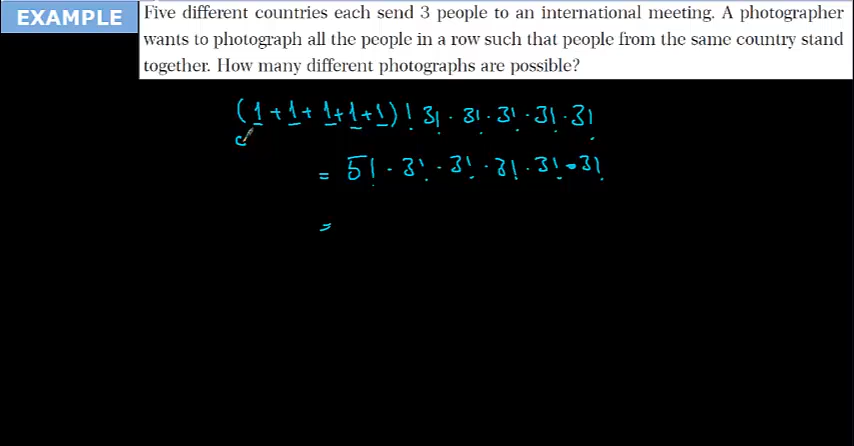 EXAMPLE
Five different countries each send 3 people to an international meeting. A photographer
wants to photograph all the people in a row such that people from the same country stand
together. How many different photographs are possible?
(1+1+1+1+1)! 3! · 3! · 3! · 3! · 3!
= 5! · 3! · 3! · 3! · 3! · 3!
=